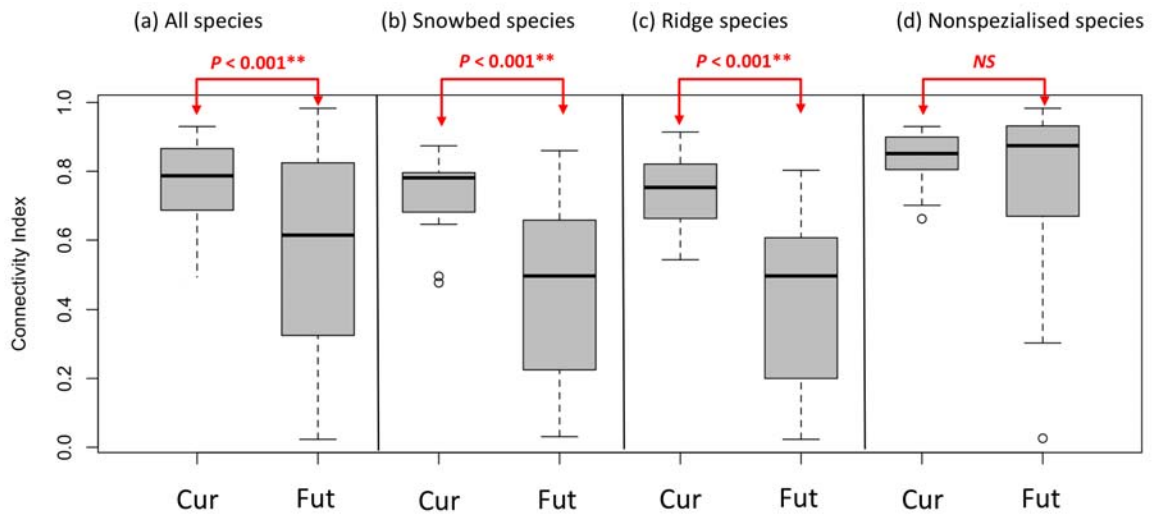 (a) All species (b) Snowbed species (c) Ridge species (d) Nonspezialised species
P < 0.001** P < 0.001** P < 0.001** NS
1.0
0.8
0.6
0.4
0.2
0.0
Connectivity Index
Cur Fut Cur Fut Cur Fut Cur Fut